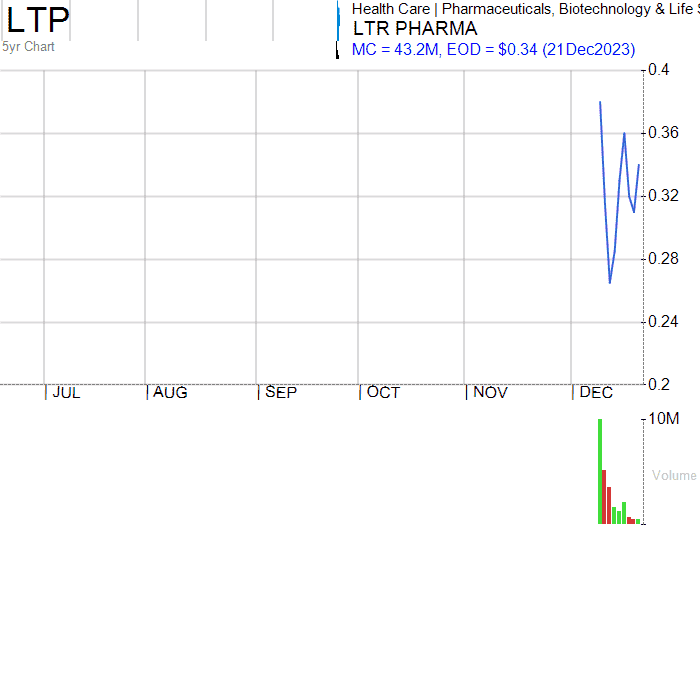 LTP
5yr Chart
Health Care | Pharmaceuticals, Biotechnology & Life
LTR PHARMA
MC = 43.2M, EOD = $0.34 (21Dec2023)
0.4
0.36
0.32
0.28
0.24
0.2
JUL
AUG
SEP
OCT
NOV
DEC
10M
Volume